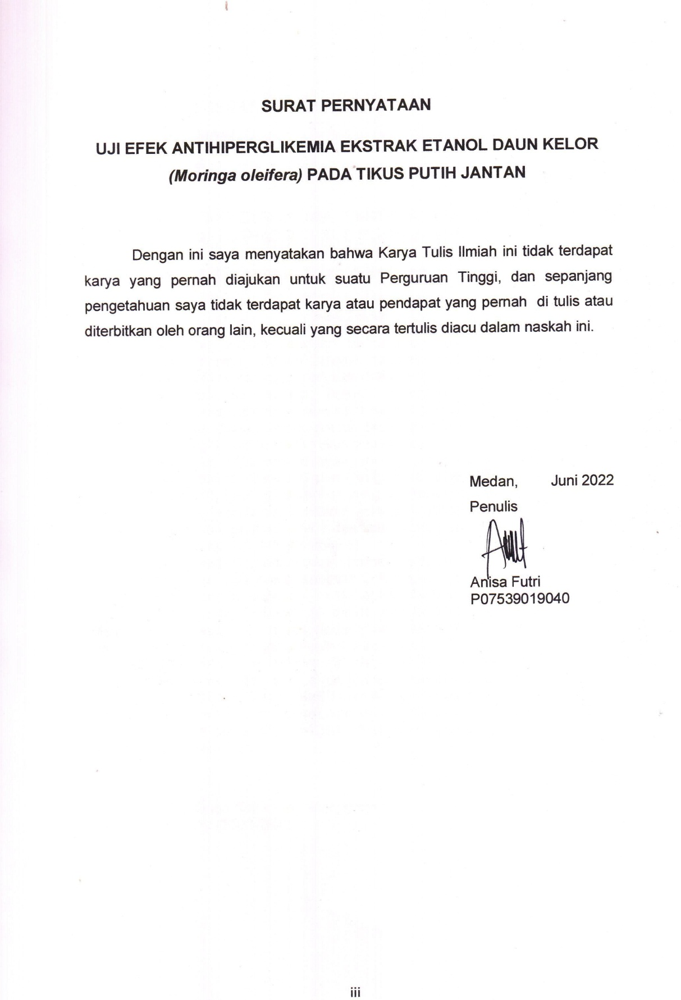 SURAT PERNYATAAN
UJI EFEK ANTIHIPERGLIKEMIA EKSTRAK ETANOL DAUN KELOR
(Moringa oleifera) PADA TIKUS PUTIH JANTAN
Dengan ini saya menyatakan bahwa Karya Tulis Ilmiah ini tidak terdapat
karya yang pernah diajukan untuk suatu Perguruan Tinggi, dan sepanjang
pengetahuan saya tidak terdapat karya atau pendapat yang pernah di tulis atau
diterbitkan oleh orang lain, kecuali yang secara tertulis diacu dalam naskah ini.
Medan, Juni 2022
Penulis
Anisa Futri
P07539019040
iii